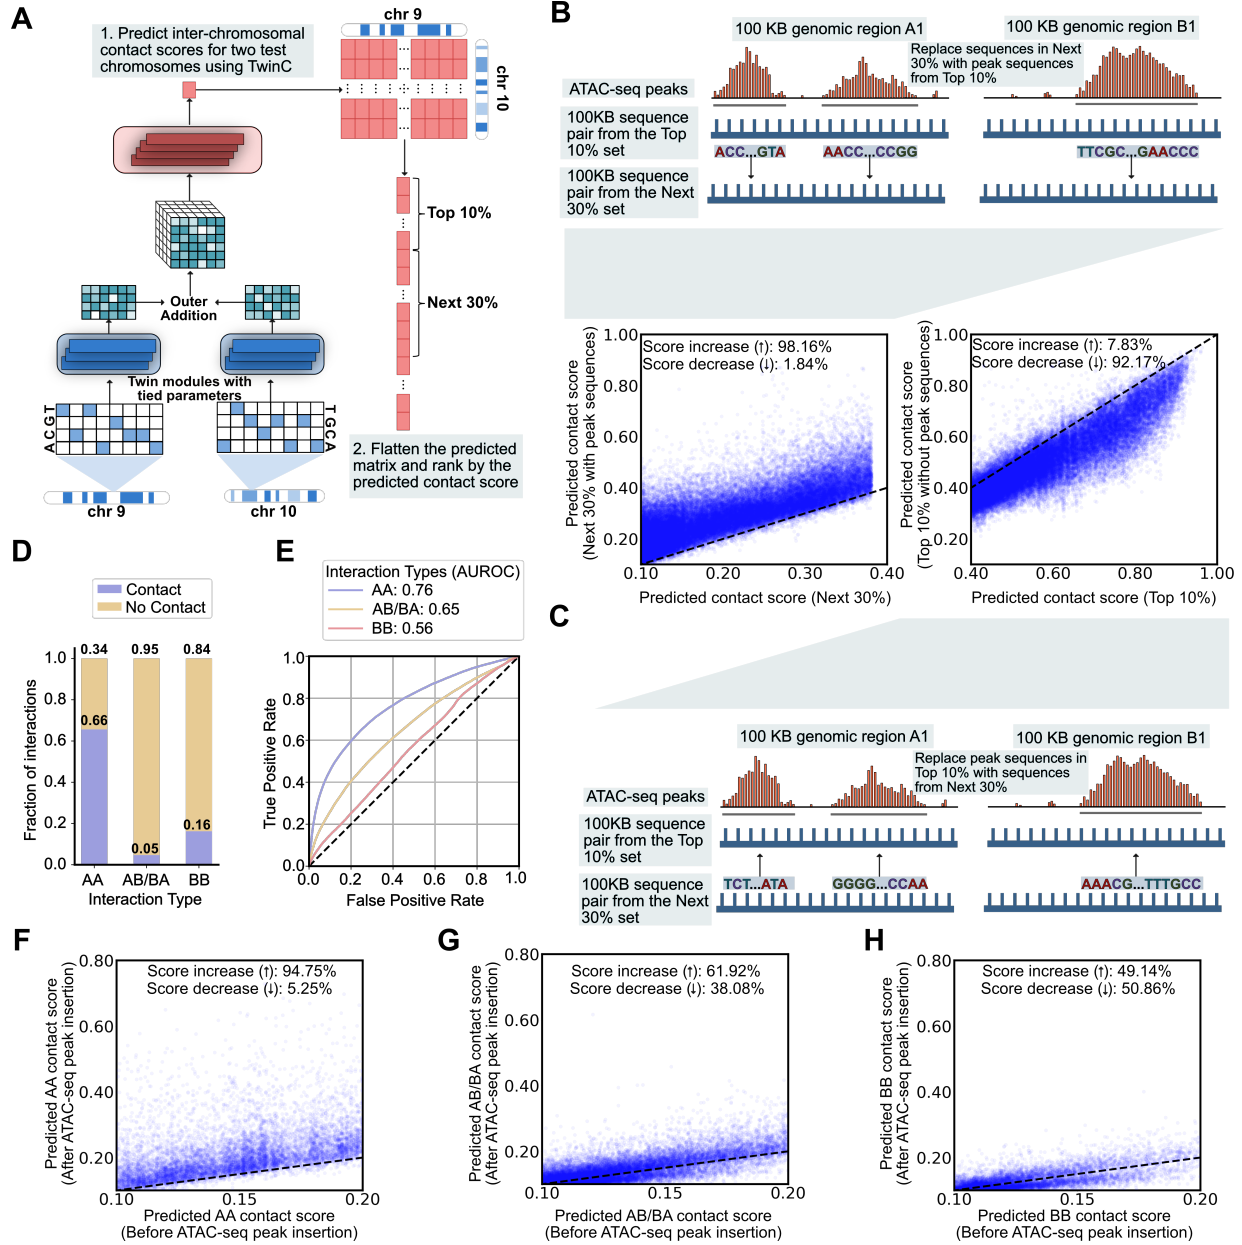 A
1. Predict inter-chromosomal
contact scores for two test
chromosomes using TwinC
chr 9
chr 10
Top 10%
Next 30%
Outer
Addition
Twin modules with
tied parameters
ACGT
TGCA
chr 9
chr 10
2. Flatten the predicted
matrix and rank by the
predicted contact score
B
100 KB genomic region A1
100 KB genomic region B1
Replace sequences in Next
30% with peak sequences
from Top 10%
ATAC-seq peaks
100KB sequence
pair from the Top
10% set
ACC...GTA
AACC...CCGG
TTCGC...GAACCC
100KB sequence
pair from the Next
30% set
Predicted contact score
(Next 30% with peak sequences)
1.00
0.80
0.60
0.40
0.20
Score increase (↑): 98.16%
Score decrease (↓): 1.84%
0.10
0.20
0.30
0.40
Predicted contact score (Next 30%)
Predicted contact score
(Top 10% without peak sequences)
1.00
0.80
0.60
0.40
0.20
Score increase (↑): 7.83%
Score decrease (↓): 92.17%
0.40
0.60
0.80
1.00
Predicted contact score (Top 10%)
C
100 KB genomic region A1
100 KB genomic region B1
Replace peak sequences in
Top 10% with sequences
from Next 30%
ATAC-seq peaks
100KB sequence
pair from the Top
10% set
100KB sequence
pair from the Next
30% set
TCT...ATA
GGGG...CCAA
AAACG...TTTGCC
D
Contact
No Contact
0.34
0.95
0.84
0.66
0.05
0.16
1.0
0.8
0.6
0.4
0.2
0.0
Fraction of interactions
AA
AB/BA
BB
Interaction Type
E
Interaction Types (AUROC)
AA: 0.76
AB/BA: 0.65
BB: 0.56
True Positive Rate
1.0
0.8
0.6
0.4
0.2
0.0
0.0
0.2
0.4
0.6
0.8
1.0
False Positive Rate
F
Predicted AA contact score
(After ATAC-seq peak insertion)
0.80
0.60
0.40
0.20
Score increase (↑): 94.75%
Score decrease (↓): 5.25%
0.10
0.15
0.20
Predicted AA contact score
(Before ATAC-seq peak insertion)
G
Predicted AB/BA contact score
(After ATAC-seq peak insertion)
0.80
0.60
0.40
0.20
Score increase (↑): 61.92%
Score decrease (↓): 38.08%
0.10
0.15
0.20
Predicted AB/BA contact score
(Before ATAC-seq peak insertion)
H
Predicted BB contact score
(After ATAC-seq peak insertion)
0.80
0.60
0.40
0.20
Score increase (↑): 49.14%
Score decrease (↓): 50.86%
0.10
0.15
0.20
Predicted BB contact score
(Before ATAC-seq peak insertion)